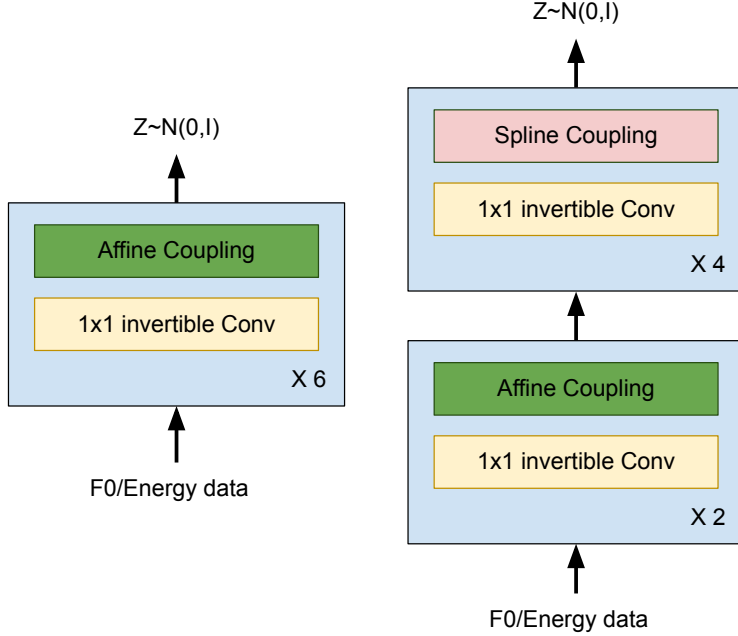 Z~N(0,I)
Affine Coupling
1x1 invertible Conv
X 6
F0/Energy data
Z~N(0,I)
Spline Coupling
1x1 invertible Conv
X 4
Affine Coupling
1x1 invertible Conv
X 2
F0/Energy data